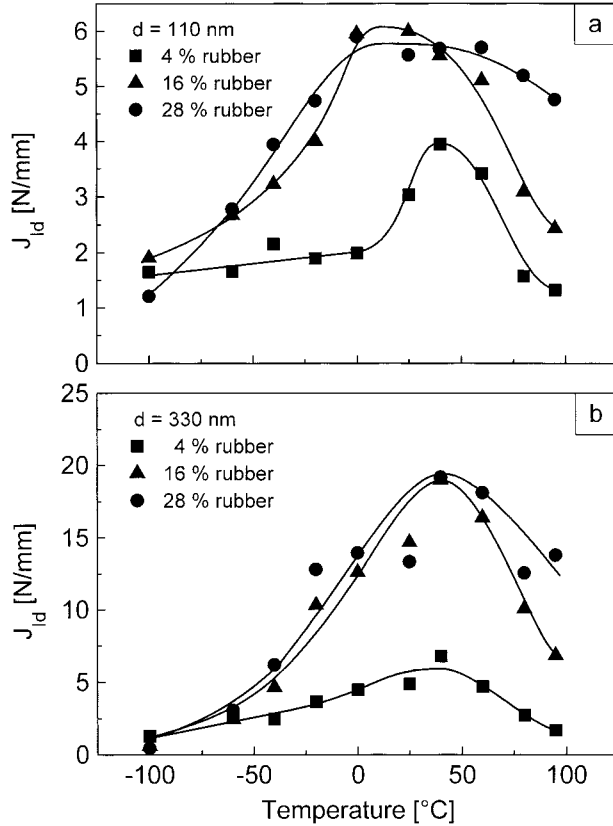 a
d = 110 nm
■ 4 % rubber
▲ 16 % rubber
● 28 % rubber
J_Id [N/mm]
6
5
4
3
2
1
0
b
d = 330 nm
■ 4 % rubber
▲ 16 % rubber
● 28 % rubber
J_Id [N/mm]
25
20
15
10
5
0
-100 -50 0 50 100
Temperature [°C]